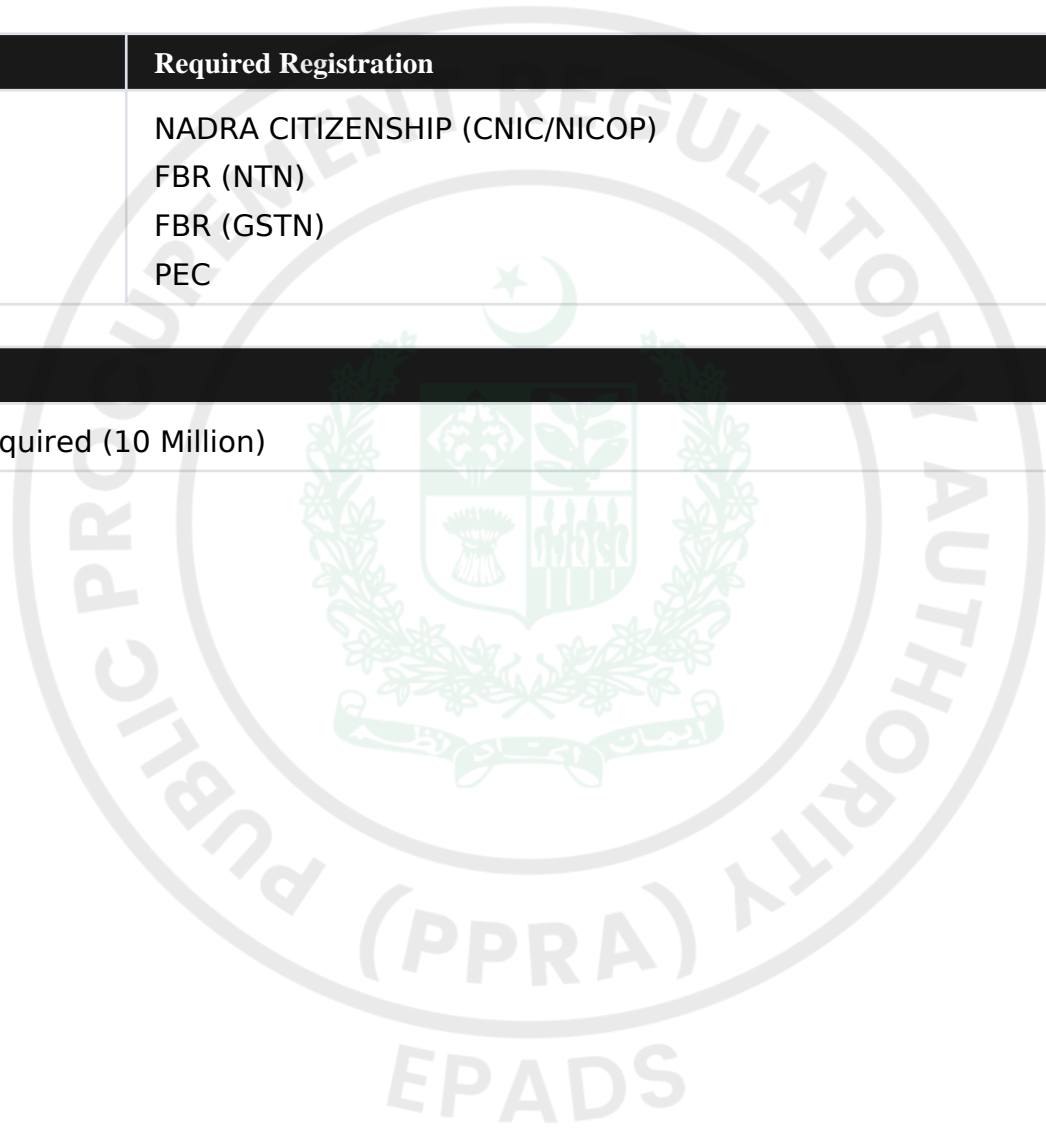 Required Registration
NADRA CITIZENSHIP (CNIC/NICOP)
FBR (NTN)
FBR (GSTN)
PEC
quired (10 Million)
PUBLIC PROCUREMENT REGULATORY AUTHORITY
(PPRA)
EPADS